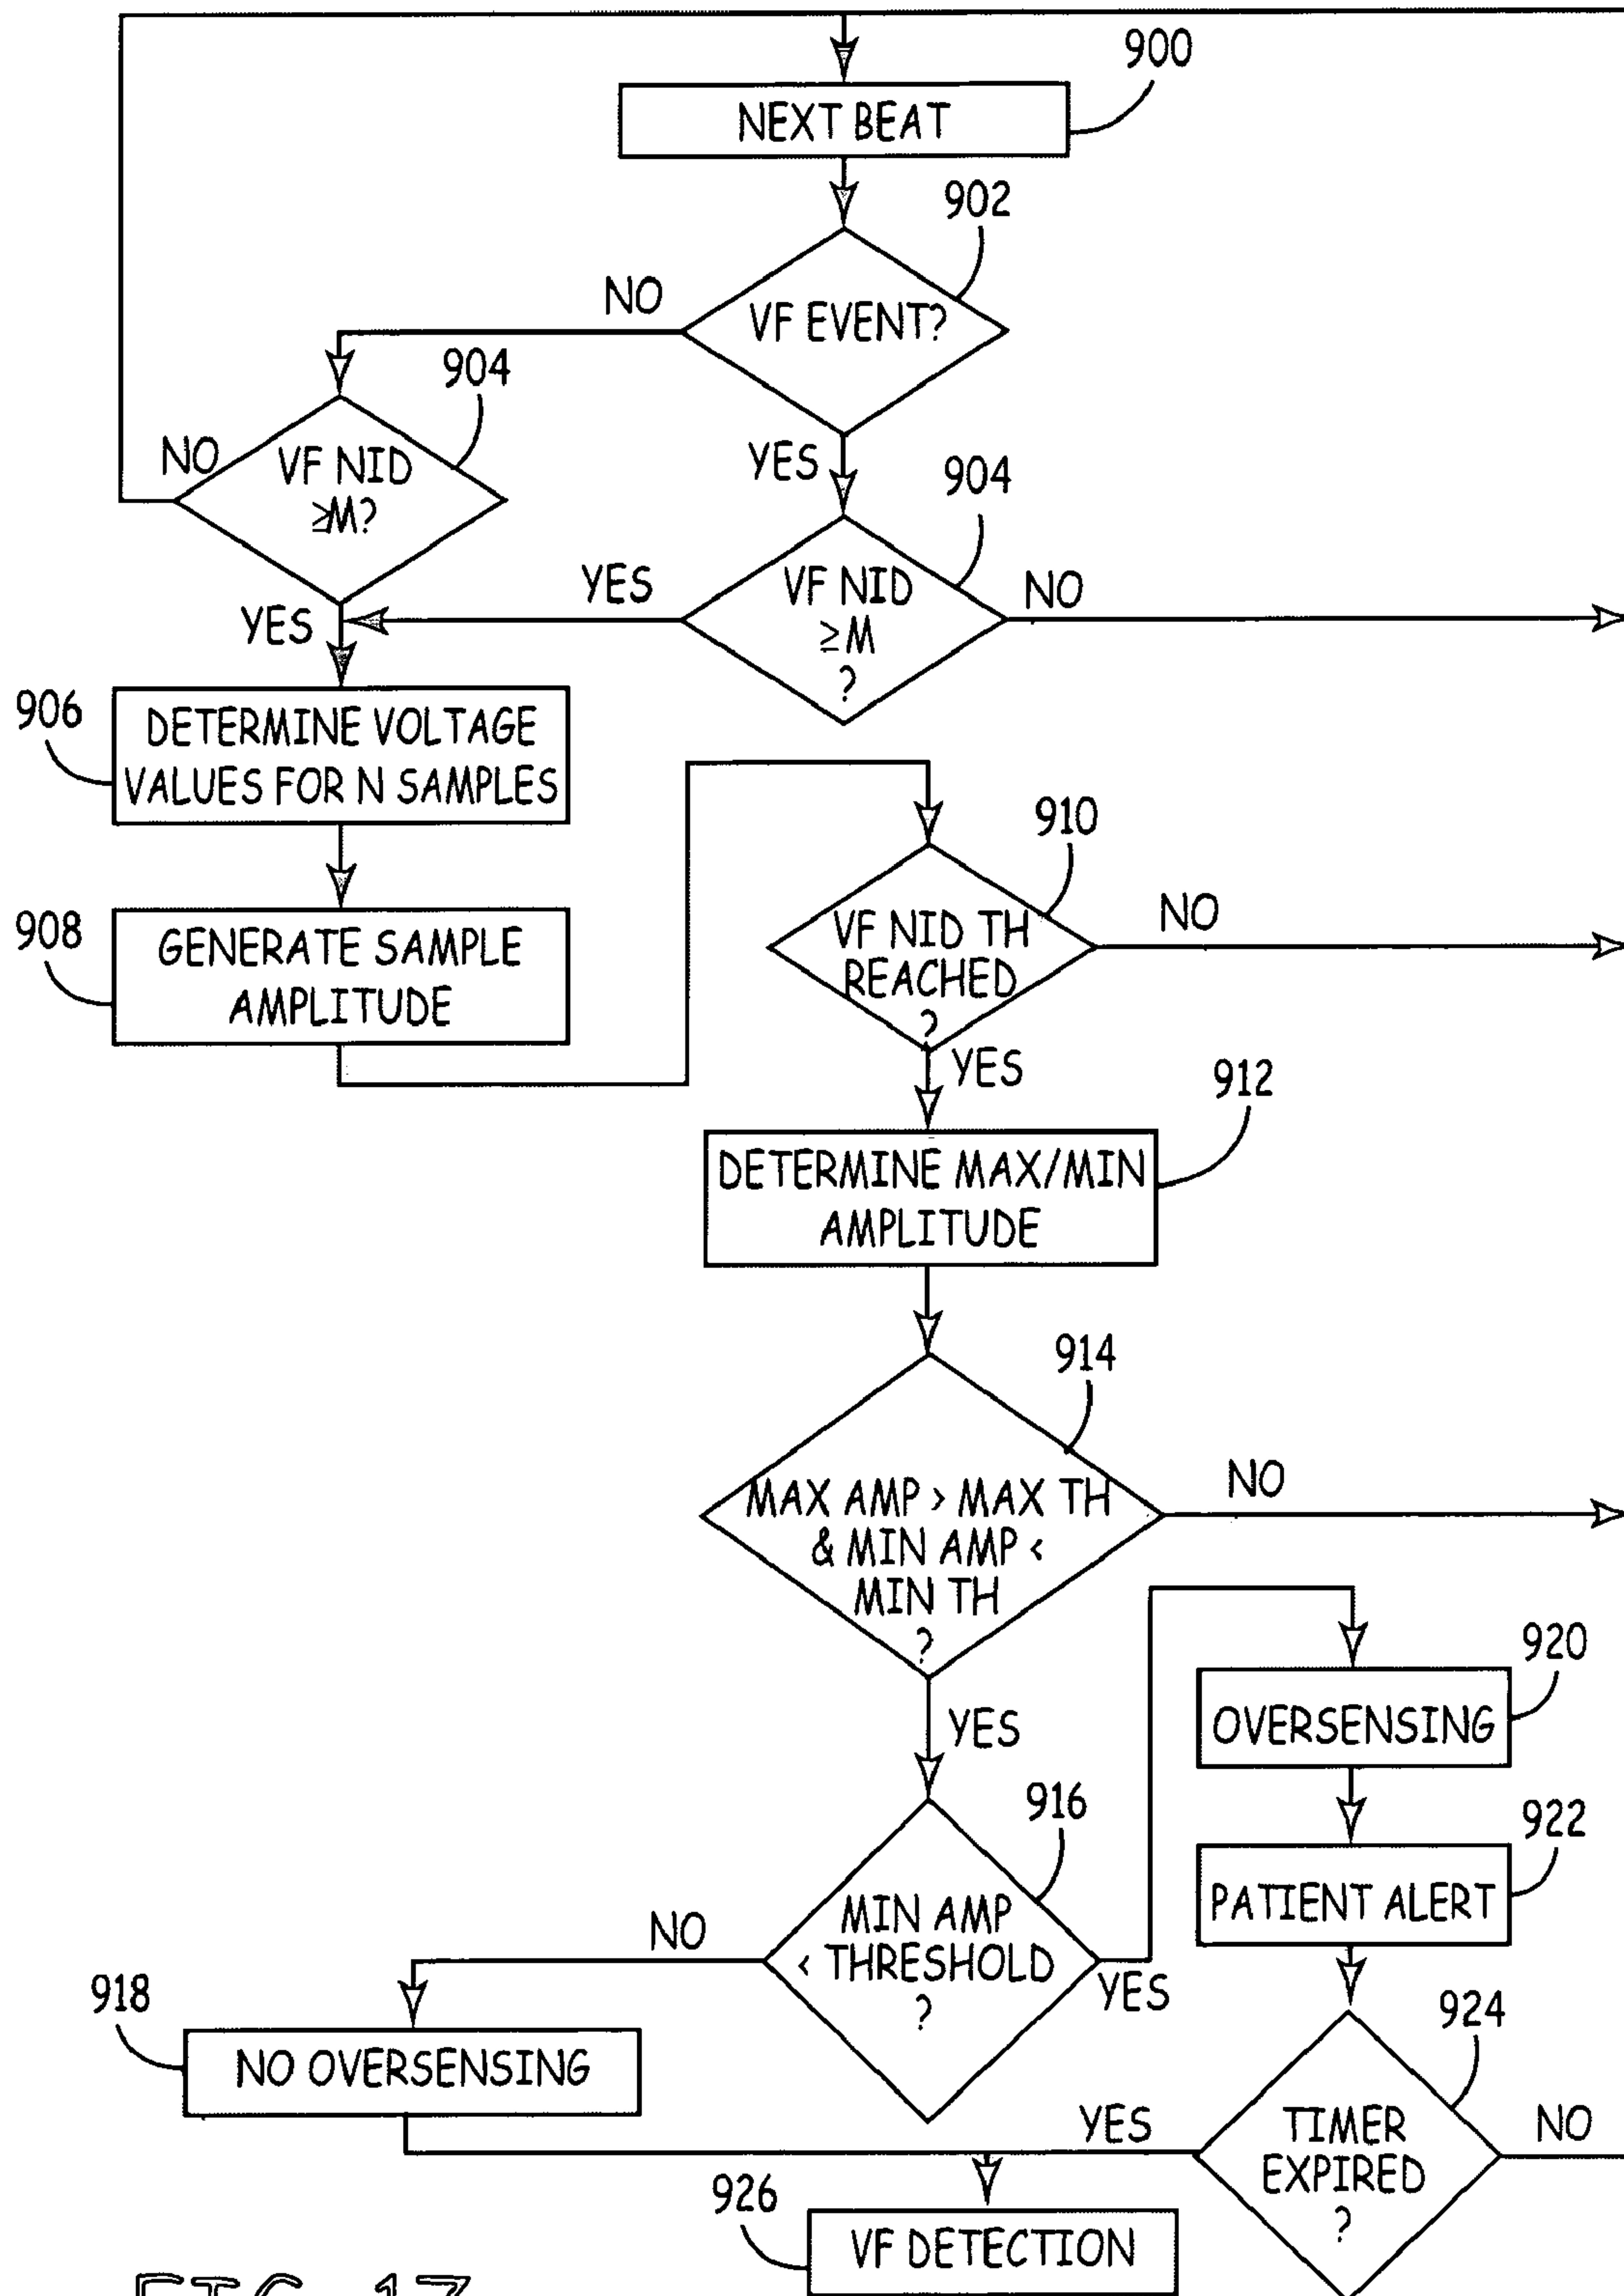 900
NEXT BEAT
902
NO
VF EVENT?
904
NO
VF NID
≥M?
YES
904
YES
VF NID
≥M
?
NO
YES
906
DETERMINE VOLTAGE
VALUES FOR N SAMPLES
910
908
GENERATE SAMPLE
AMPLITUDE
VF NID TH
REACHED
?
NO
YES
912
DETERMINE MAX/MIN
AMPLITUDE
914
MAX AMP > MAX TH
& MIN AMP <
MIN TH
?
NO
920
OVERSENSING
YES
916
922
PATIENT ALERT
NO
MIN AMP
< THRESHOLD
?
YES
918
NO OVERSENSING
924
YES
TIMER
EXPIRED
?
NO
926
VF DETECTION
FIG. 17